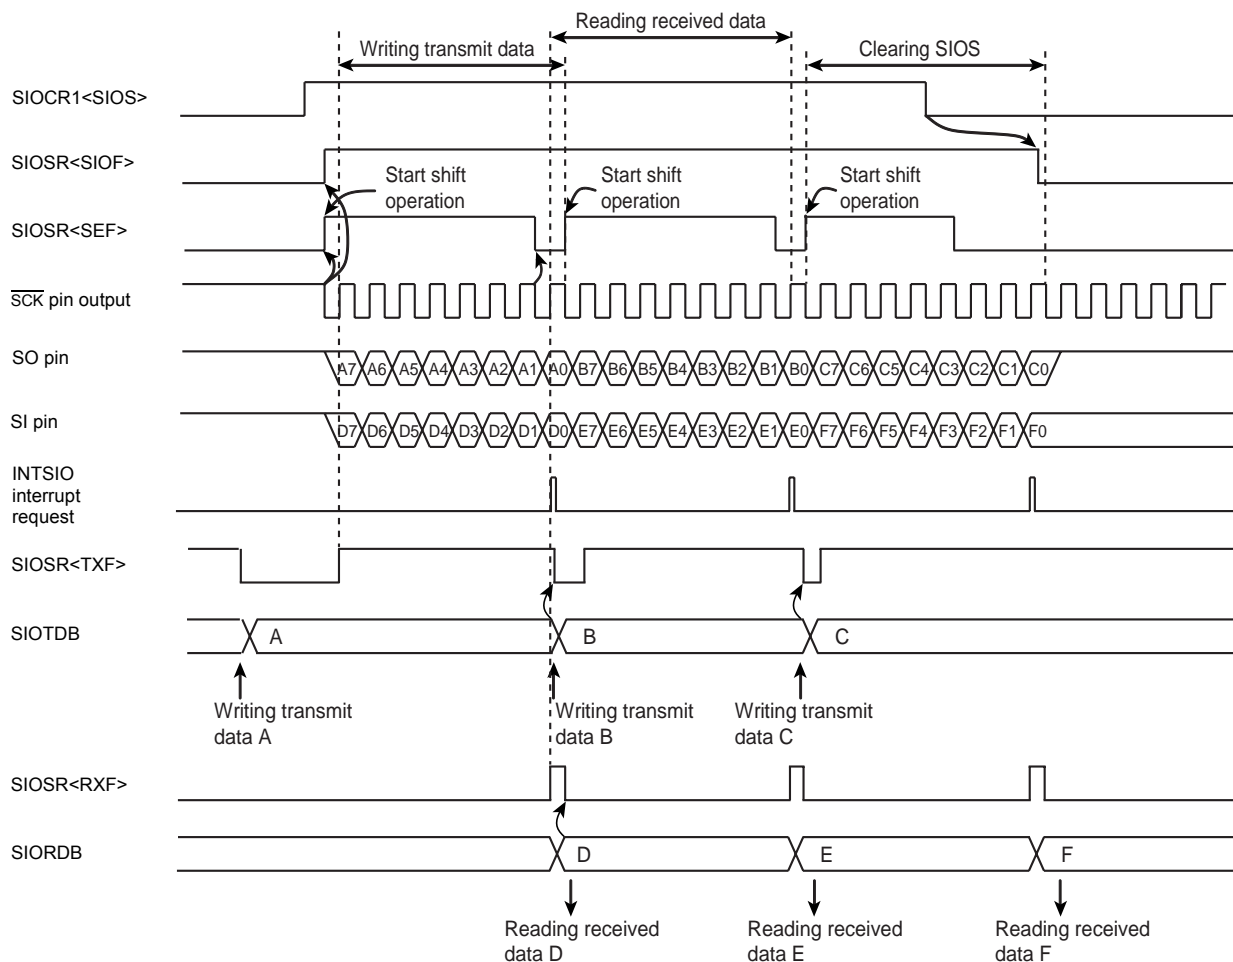 Reading received data
Writing transmit data
Clearing SIOS
SIOCR1<SIOS>
SIOSR<SIOF>
Start shift
operation
Start shift
operation
Start shift
operation
SIOSR<SEF>
SCK pin output
SO pin
A7 A6 A5 A4 A3 A2 A1 A0 B7 B6 B5 B4 B3 B2 B1 B0 C7 C6 C5 C4 C3 C2 C1 C0
SI pin
D7 D6 D5 D4 D3 D2 D1 D0 E7 E6 E5 E4 E3 E2 E1 E0 F7 F6 F5 F4 F3 F2 F1 F0
INTSIO
interrupt
request
SIOSR<TXF>
SIOTDB
A B C
Writing transmit
data A
Writing transmit
data B
Writing transmit
data C
SIOSR<RXF>
SIORDB
D E F
Reading received
data D
Reading received
data E
Reading received
data F